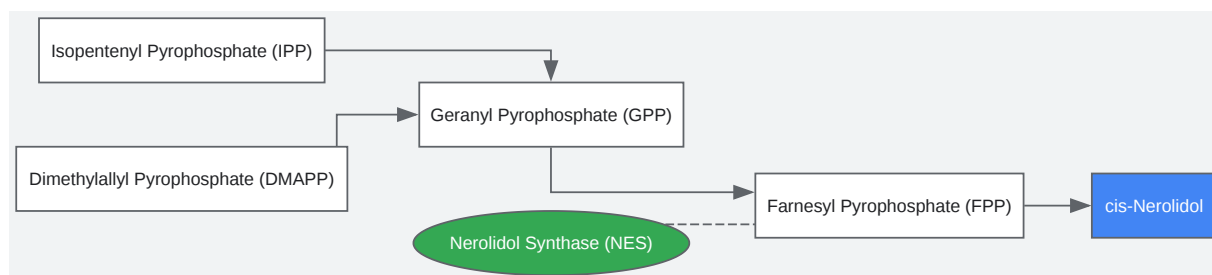 Isopentenyl Pyrophosphate (IPP)
Geranyl Pyrophosphate (GPP)
Dimethylallyl Pyrophosphate (DMAPP)
Farnesyl Pyrophosphate (FPP)
cis-Nerolidol
Nerolidol Synthase (NES)